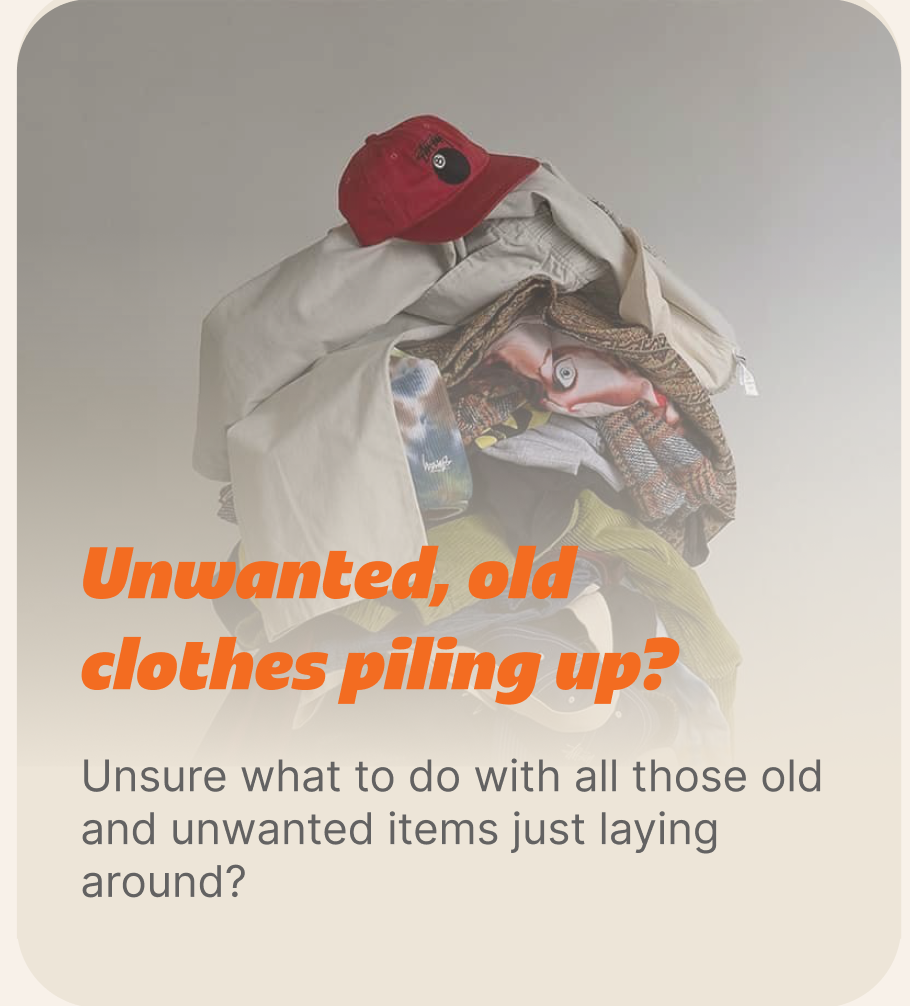 Unwanted, old
clothes piling up?
Unsure what to do with all those old
and unwanted items just laying
around?